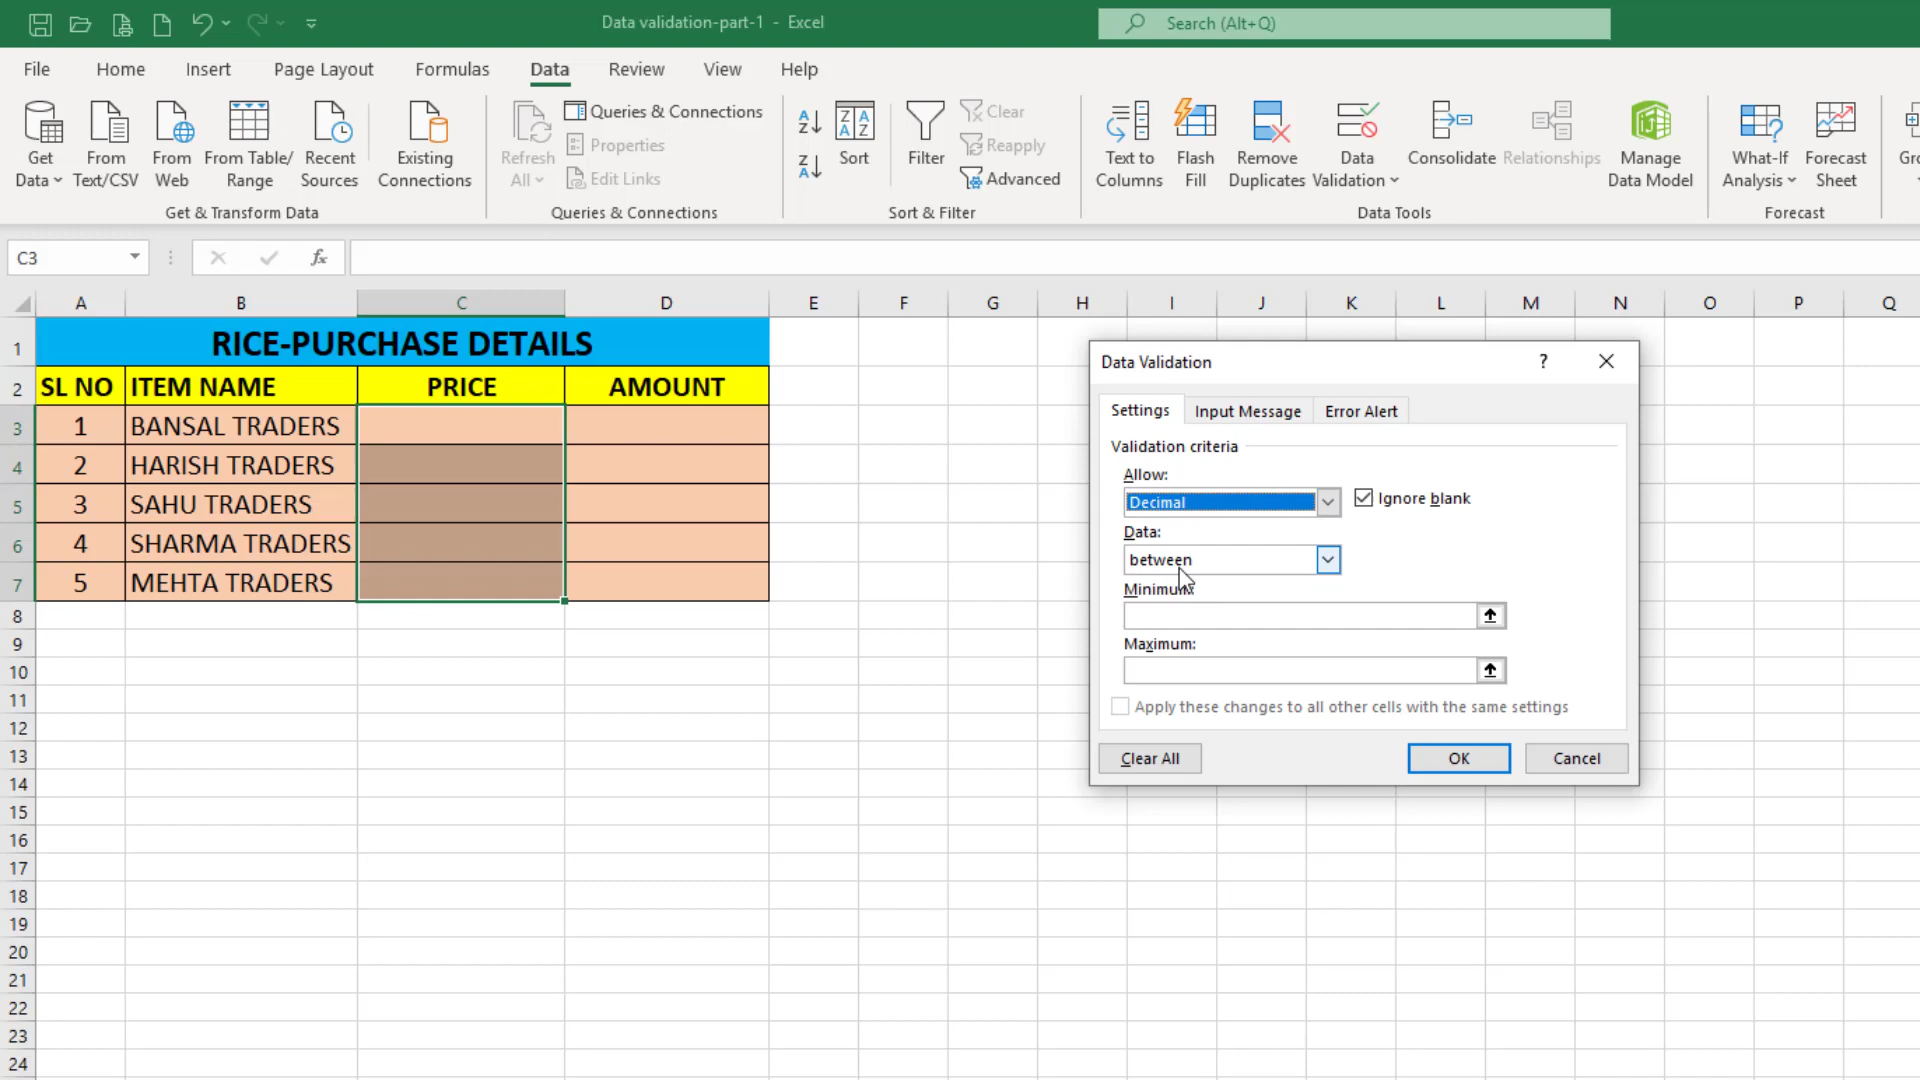 Data validation-part-1 - Excel
Search (Alt+Q)
File Home Insert Page Layout Formulas Data Review View Help
Get Data
From Text/CSV
From Web
From Table/ Range
Recent Sources
Existing Connections
Get & Transform Data
Refresh All
Queries & Connections
Properties
Edit Links
Queries & Connections
Sort
Filter
Clear
Reapply
Advanced
Sort & Filter
Text to Columns
Flash Fill
Remove Duplicates
Data Validation
Consolidate
Relationships
Manage Data Model
Data Tools
What-If Analysis
Forecast Sheet
Forecast
C3
fx
A B C D E F G H I J K L M N O P Q
1 RICE-PURCHASE DETAILS
2 SL NO ITEM NAME PRICE AMOUNT
3 1 BANSAL TRADERS
4 2 HARISH TRADERS
5 3 SAHU TRADERS
6 4 SHARMA TRADERS
7 5 MEHTA TRADERS
8
9
10
11
12
13
14
15
16
17
18
19
20
21
22
23
24
Data Validation ?
Settings Input Message Error Alert
Validation criteria
Allow:
Decimal Ignore blank
Data:
between
Minimum:
Maximum:
Apply these changes to all other cells with the same settings
Clear All OK Cancel